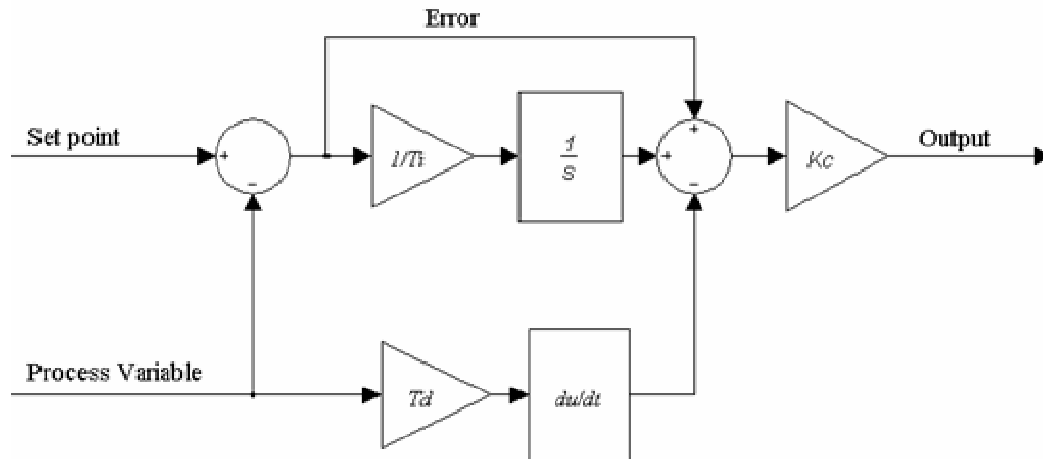 Error
Set point
+
-
1/Ti
1
s
+
+
-
Kc
Output
Process Variable
Td
du/dt